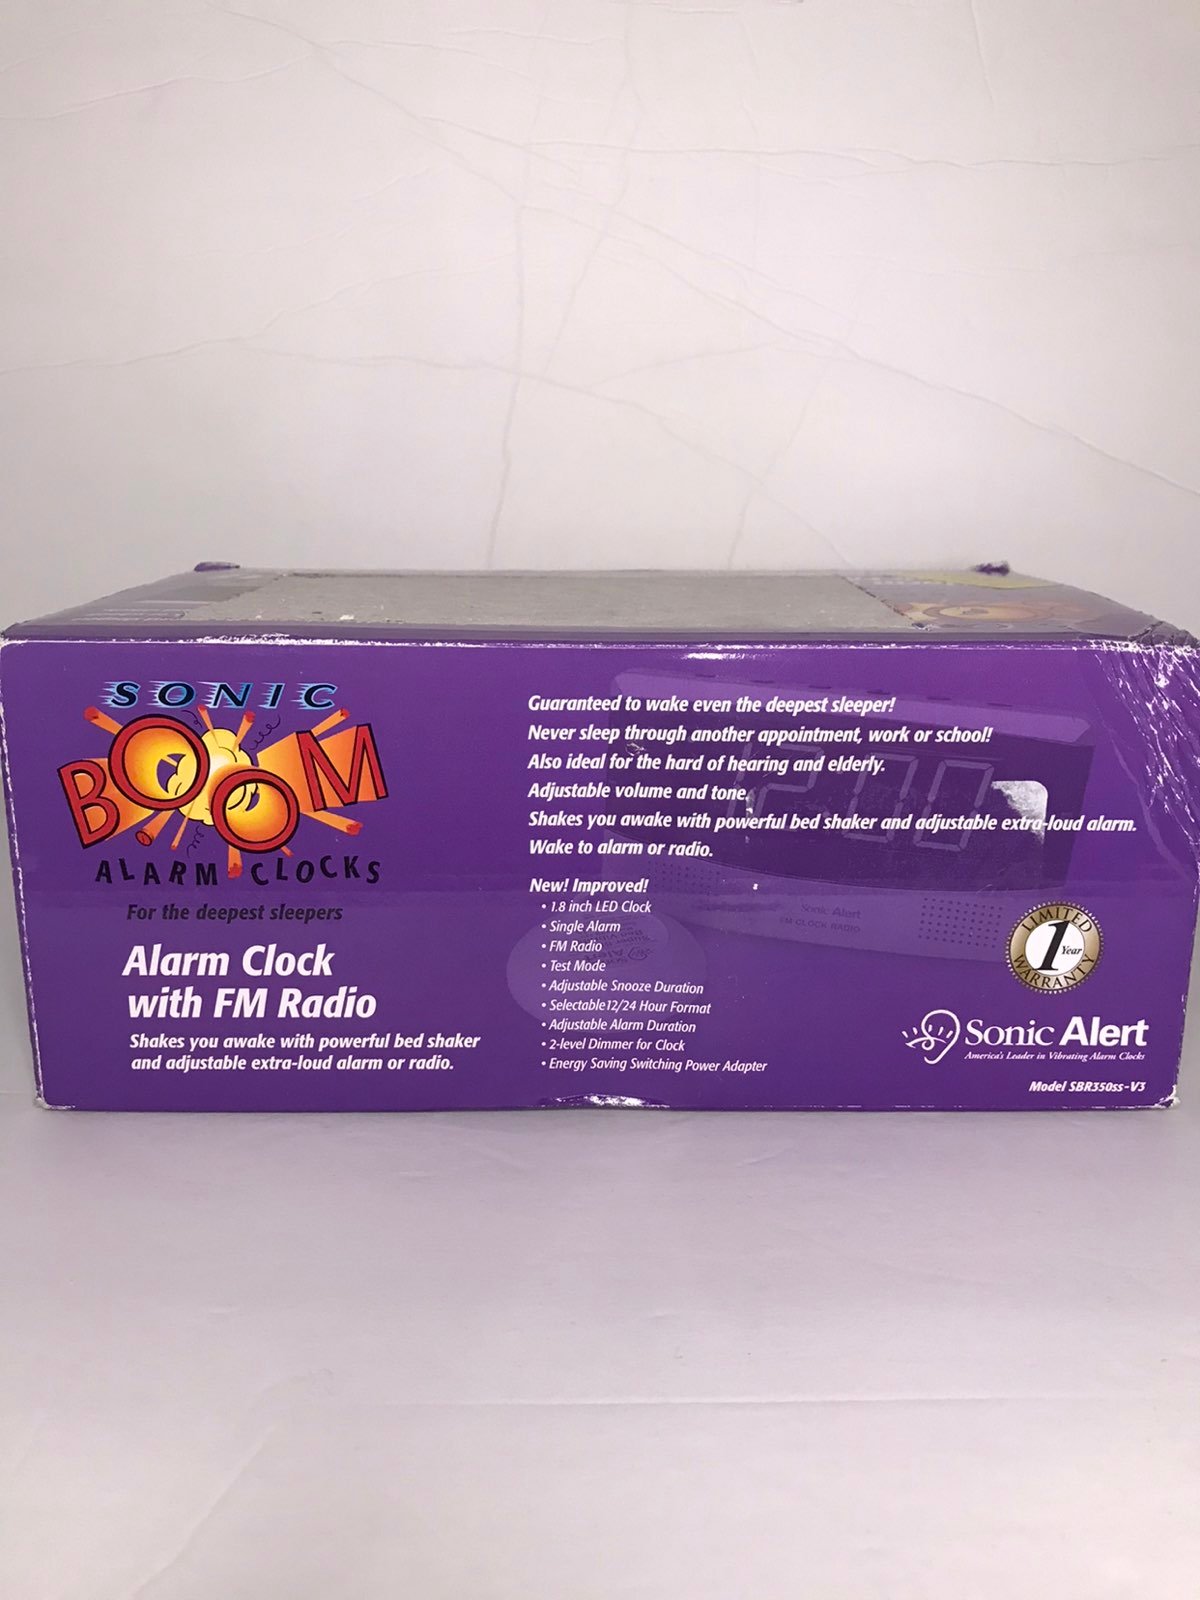 SONIC
BOOM
ALARM CLOCKS
For the deepest sleepers
Alarm Clock
with FM Radio
Shakes you awake with powerful bed shaker
and adjustable extra-loud alarm or radio.
Guaranteed to wake even the deepest sleeper!
Never sleep through another appointment, work or school!
Also ideal for the hard of hearing and elderly.
Adjustable volume and tone.
Shakes you awake with powerful bed shaker and adjustable extra-loud alarm.
Wake to alarm or radio.
New! Improved!
• 1.8 inch LED Clock
• Single Alarm
• FM Radio
• Test Mode
• Adjustable Snooze Duration
• Selectable 12/24 Hour Format
• Adjustable Alarm Duration
• 2-level Dimmer for Clock
• Energy Saving Switching Power Adapter
12:00
Sonic Alert
FM CLOCK RADIO
LIMITED
1 Year
WARRANTY
Sonic Alert
America's Leader in Vibrating Alarm Clocks
Model SBR350ss-V3